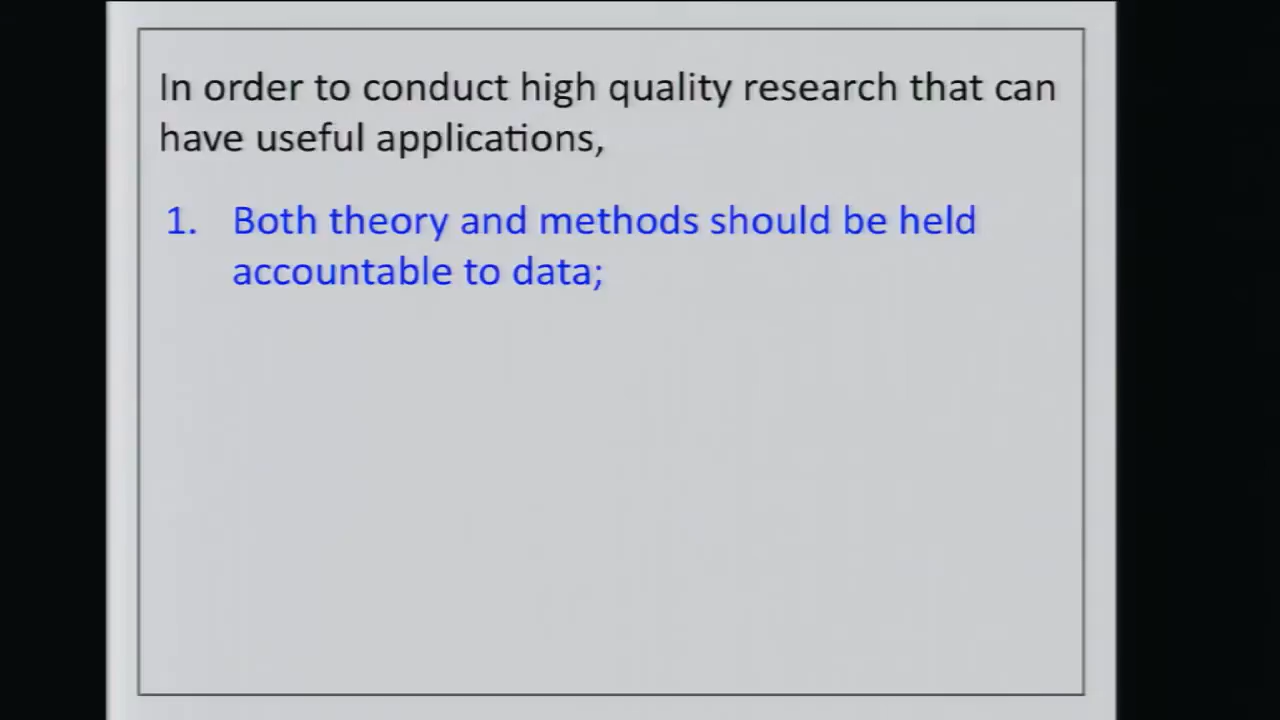 In order to conduct high quality research that can
have useful applications,
1. Both theory and methods should be held
accountable to data;